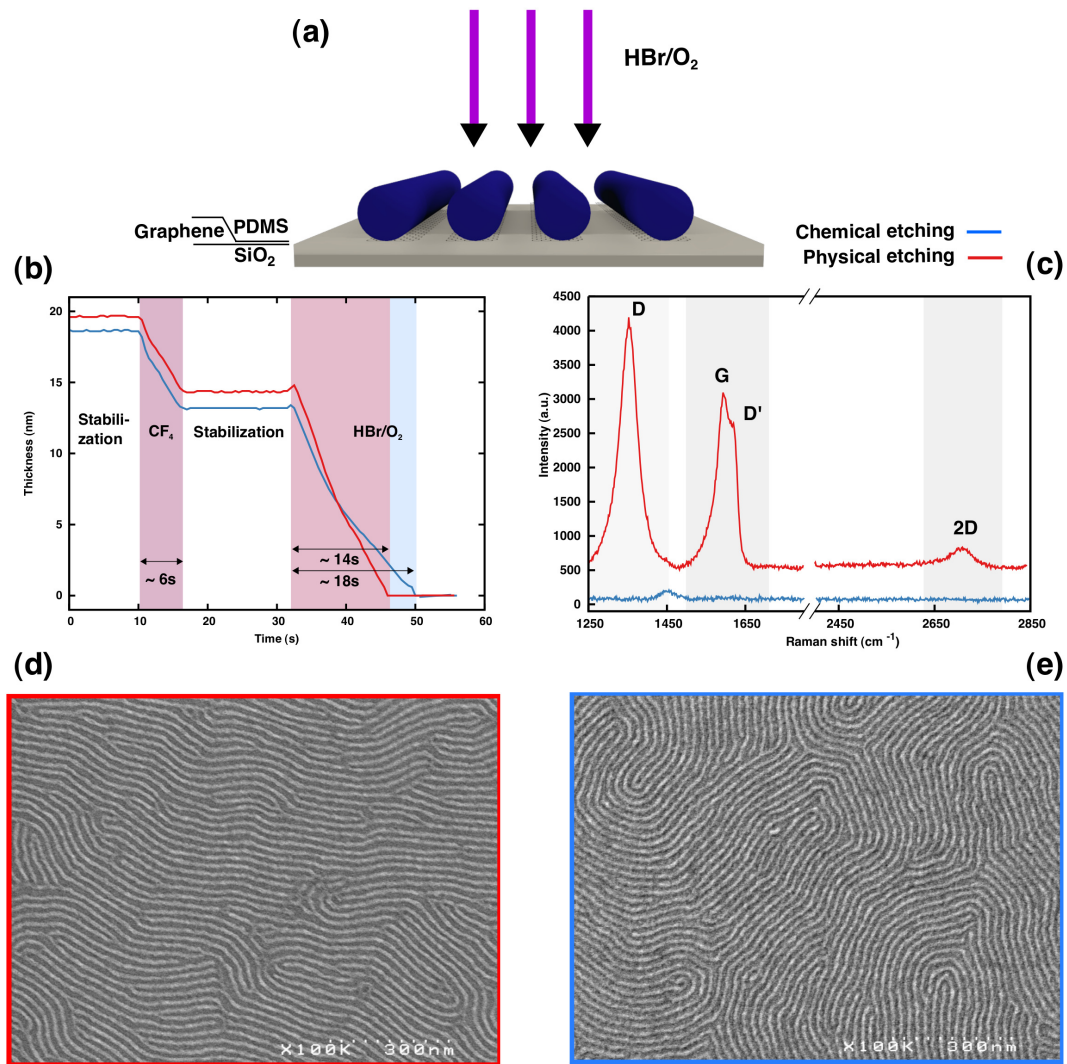 (a)
HBr/O2
Graphene PDMS
SiO2
Chemical etching
Physical etching
(b)
(c)
20
15
10
5
0
Thickness (nm)
Stabili-
zation
CF4
Stabilization
HBr/O2
~ 6s
~ 14s
~ 18s
0 10 20 30 40 50 60
Time (s)
4500
4000
3500
3000
2500
2000
1500
1000
500
0
Intensity (a.u.)
D
G
D'
2D
1250 1450 1650 2450 2650 2850
Raman shift (cm-1)
(d)
(e)
X100K 300nm
X100K 300nm